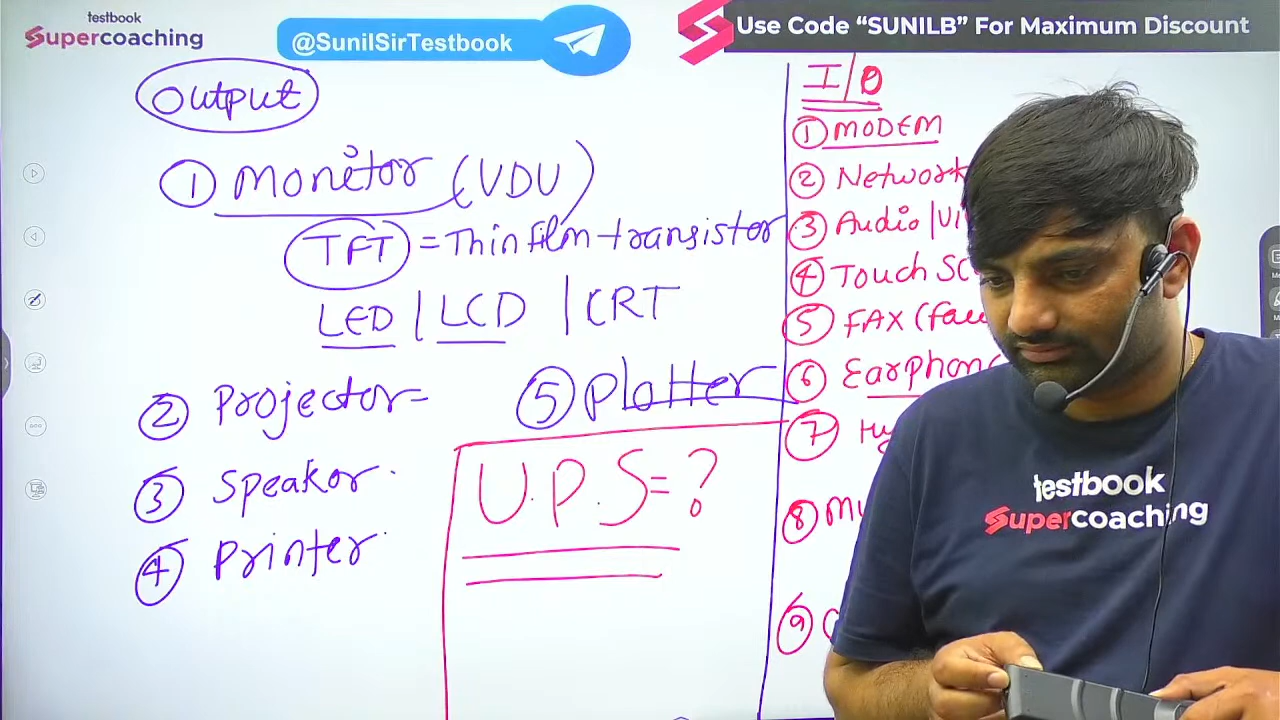 testbook
Supercoaching
@SunilSirTestbook
Use Code “SUNILB” For Maximum Discount
Output
① Monitor (VDU)
TFT = Thin film transistor
LED | LCD | CRT
② Projector
③ Speakor
④ Printer
⑤ Plotter
U.P.S = ?
I/O
① MODEM
② Network
③ Audio |
④ Touch
⑤ FAX (
⑥ Earphon
⑦
⑧
⑨
testbook
Supercoaching